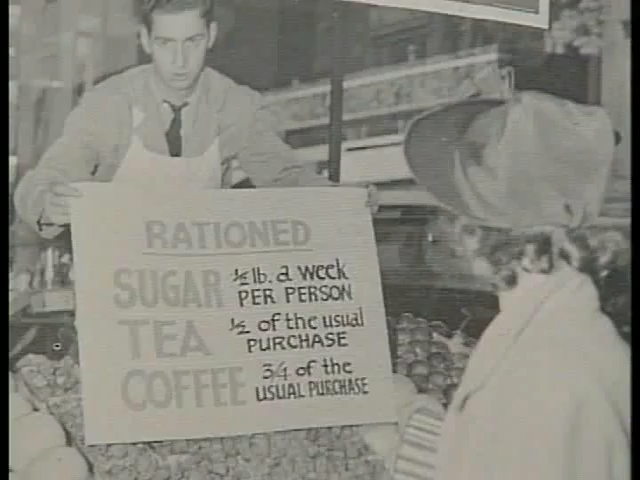 RATIONED
SUGAR ½ lb. a week
PER PERSON
TEA ½ of the usual
PURCHASE
COFFEE 3/4 of the
USUAL PURCHASE